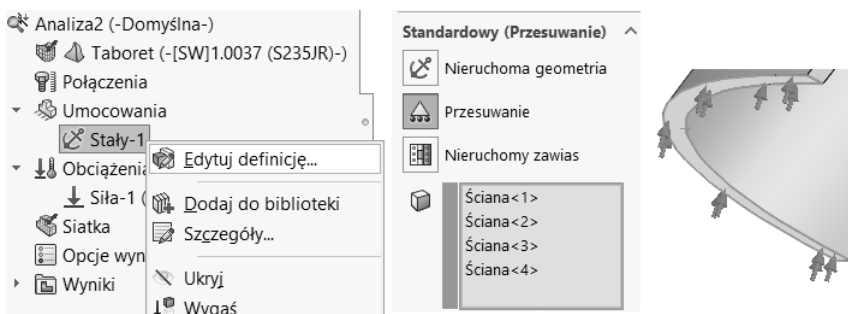 Analiza2 (-Domyślna-)
Taboret (-[SW]1.0037 (S235JR)-)
Połączenia
Umocowania
Stały-1
Obciążenia
Siła-1 (
Siatka
Opcje wyn
Wyniki
Edytuj definicję...
Dodaj do biblioteki
Szczegóły...
Ukryj
Wygaś
Standardowy (Przesuwanie)
Nieruchoma geometria
Przesuwanie
Nieruchomy zawias
Ściana<1>
Ściana<2>
Ściana<3>
Ściana<4>